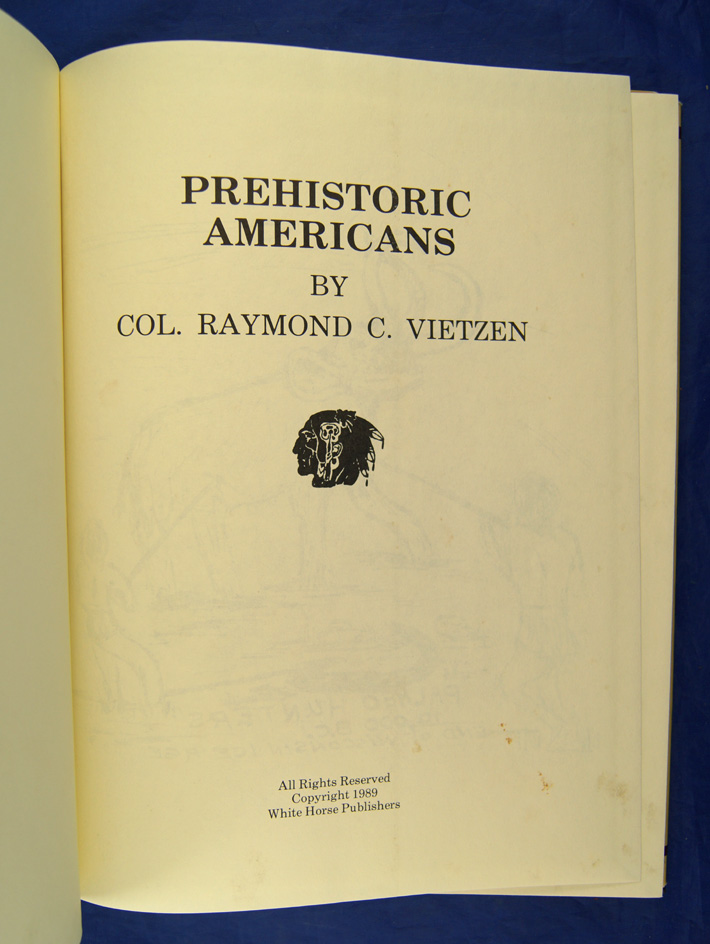 PREHISTORIC
AMERICANS
BY
COL. RAYMOND C. VIETZEN
All Rights Reserved
Copyright 1989
White Horse Publishers